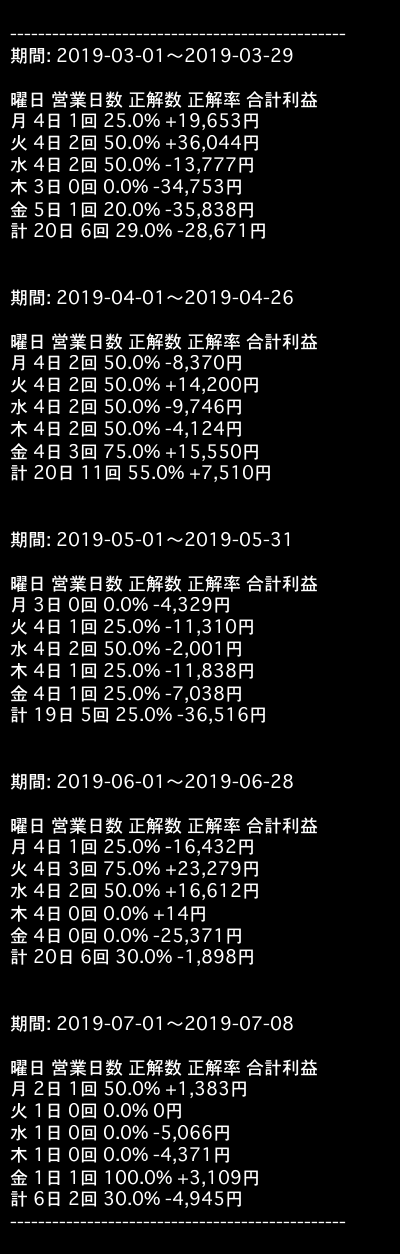 ------------------------------------------------
期間: 2019-03-01〜2019-03-29
曜日 営業日数 正解数 正解率 合計利益
月 4日 1回 25.0% +19,653円
火 4日 2回 50.0% +36,044円
水 4日 2回 50.0% -13,777円
木 3日 0回 0.0% -34,753円
金 5日 1回 20.0% -35,838円
計 20日 6回 29.0% -28,671円
期間: 2019-04-01〜2019-04-26
曜日 営業日数 正解数 正解率 合計利益
月 4日 2回 50.0% -8,370円
火 4日 2回 50.0% +14,200円
水 4日 2回 50.0% -9,746円
木 4日 2回 50.0% -4,124円
金 4日 3回 75.0% +15,550円
計 20日 11回 55.0% +7,510円
期間: 2019-05-01〜2019-05-31
曜日 営業日数 正解数 正解率 合計利益
月 3日 0回 0.0% -4,329円
火 4日 1回 25.0% -11,310円
水 4日 2回 50.0% -2,001円
木 4日 1回 25.0% -11,838円
金 4日 1回 25.0% -7,038円
計 19日 5回 25.0% -36,516円
期間: 2019-06-01〜2019-06-28
曜日 営業日数 正解数 正解率 合計利益
月 4日 1回 25.0% -16,432円
火 4日 3回 75.0% +23,279円
水 4日 2回 50.0% +16,612円
木 4日 0回 0.0% +14円
金 4日 0回 0.0% -25,371円
計 20日 6回 30.0% -1,898円
期間: 2019-07-01〜2019-07-08
曜日 営業日数 正解数 正解率 合計利益
月 2日 1回 50.0% +1,383円
火 1日 0回 0.0% 0円
水 1日 0回 0.0% -5,066円
木 1日 0回 0.0% -4,371円
金 1日 1回 100.0% +3,109円
計 6日 2回 30.0% -4,945円
------------------------------------------------